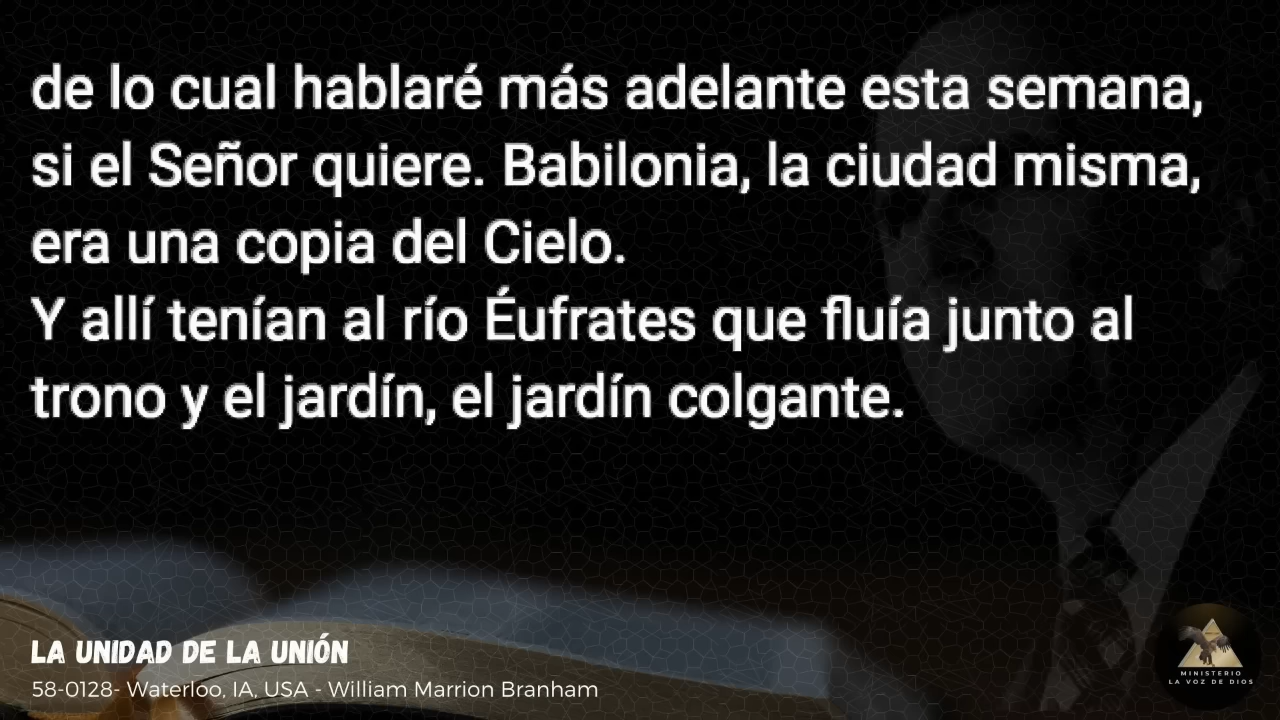 de lo cual hablaré más adelante esta semana,
si el Señor quiere. Babilonia, la ciudad misma,
era una copia del Cielo.
Y allí tenían al río Éufrates que fluía junto al
trono y el jardín, el jardín colgante.
LA UNIDAD DE LA UNIÓN
58-0128- Waterloo, IA, USA - William Marrion Branham
MINISTERIO
LA VOZ DE DIOS